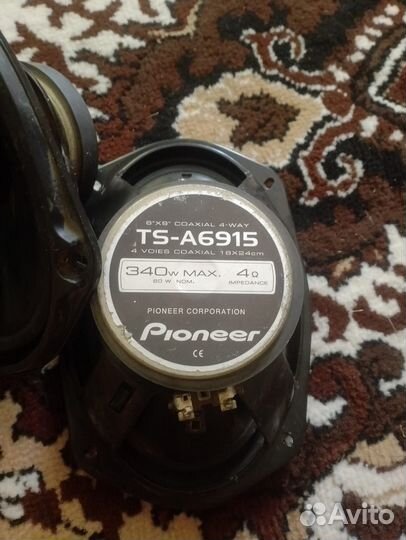 6"X9" COAXIAL 4-WAY
TS-A6915
4 VOIES COAXIAL 16X24cm
340W MAX. 4Ω
80 W NOM. IMPEDANCE
PIONEER CORPORATION
Pioneer
CE
Avito